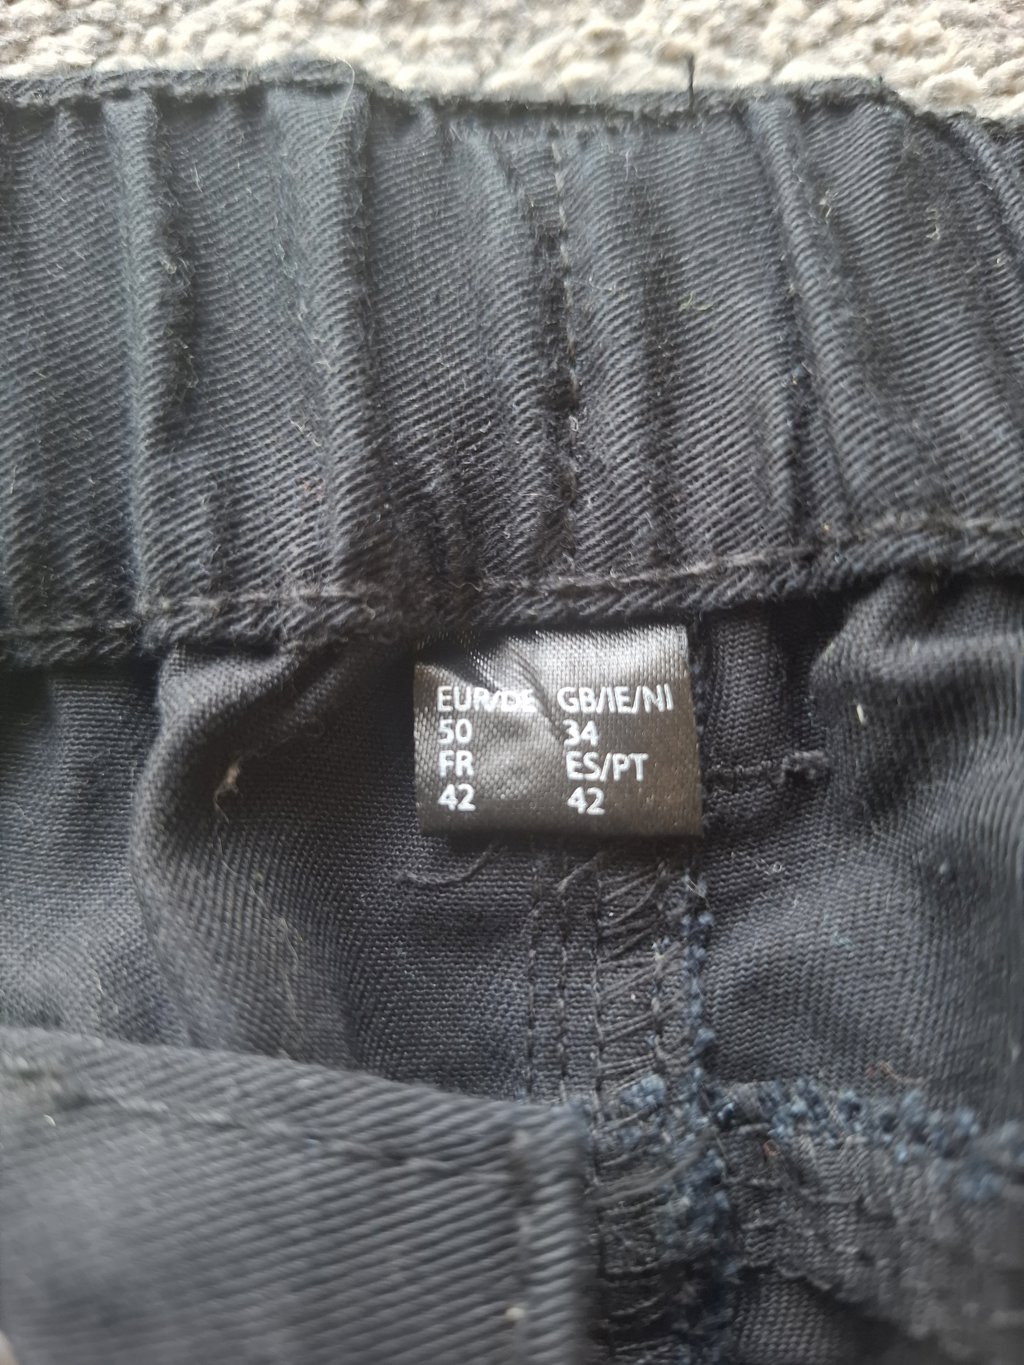 EUR/DE GB/IE/NI
50 34
FR ES/PT
42 42